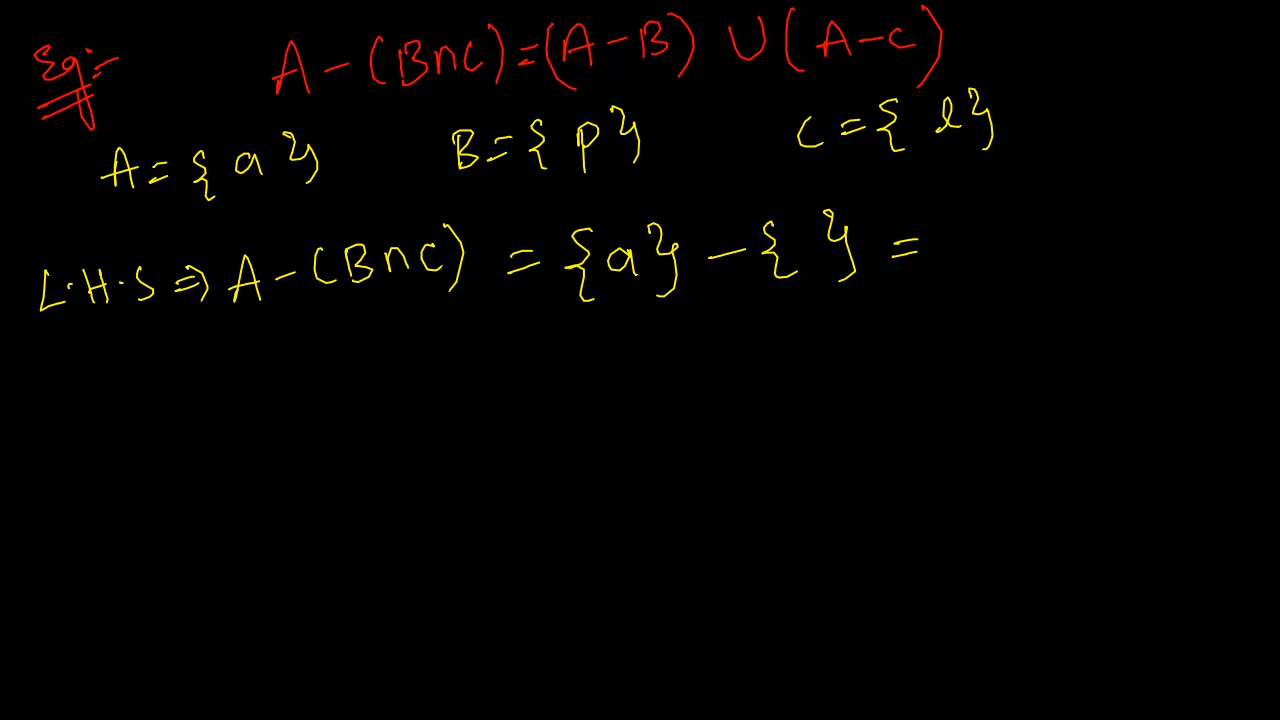 Eg:- A - (B∩C) = (A - B) ∪ (A - C)
A = { a } B = { p } C = { l }
L.H.S ⇒ A - (B∩C) = {a} - { } =